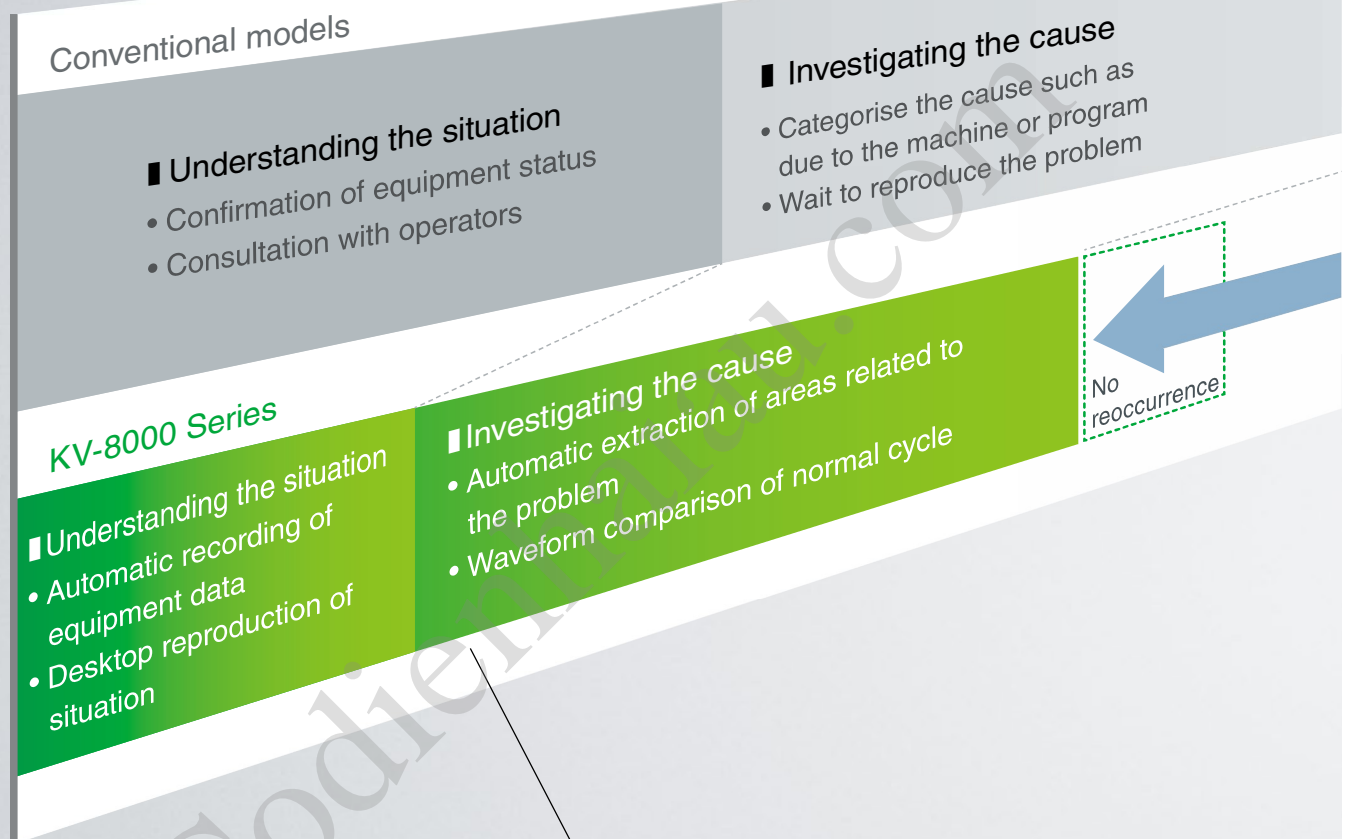 Conventional models
▮ Understanding the situation
• Confirmation of equipment status
• Consultation with operators
▮ Investigating the cause
• Categorise the cause such as
due to the machine or program
• Wait to reproduce the problem
KV-8000 Series
▮ Understanding the situation
• Automatic recording of
equipment data
• Desktop reproduction of
situation
▮ Investigating the cause
• Automatic extraction of areas related to
the problem
• Waveform comparison of normal cycle
No
reoccurrence